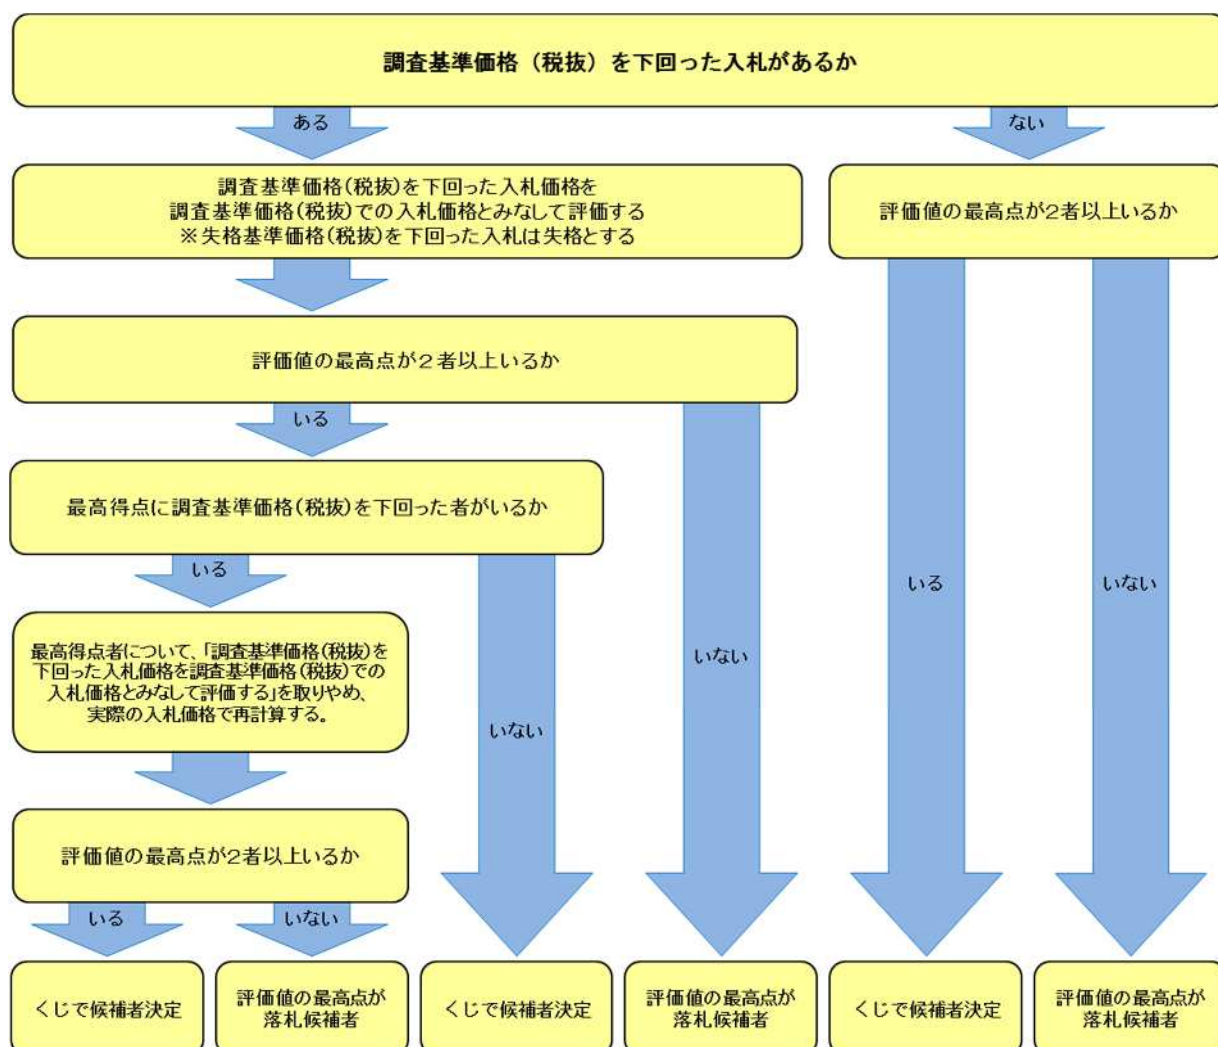 調査基準価格（税抜）を下回った入札があるか
ある
ない
調査基準価格(税抜)を下回った入札価格を
調査基準価格(税抜)での入札価格とみなして評価する
※失格基準価格(税抜)を下回った入札は失格とする
評価値の最高点が2者以上いるか
評価値の最高点が２者以上いるか
いる
最高得点に調査基準価格(税抜)を下回った者がいるか
いる
いる
いない
最高得点者について、「調査基準価格(税抜)を
下回った入札価格を調査基準価格(税抜)での
入札価格とみなして評価する」を取りやめ、
実際の入札価格で再計算する。
いない
いない
評価値の最高点が2者以上いるか
いる
いない
くじで候補者決定
評価値の最高点が
落札候補者
くじで候補者決定
評価値の最高点が
落札候補者
くじで候補者決定
評価値の最高点が
落札候補者